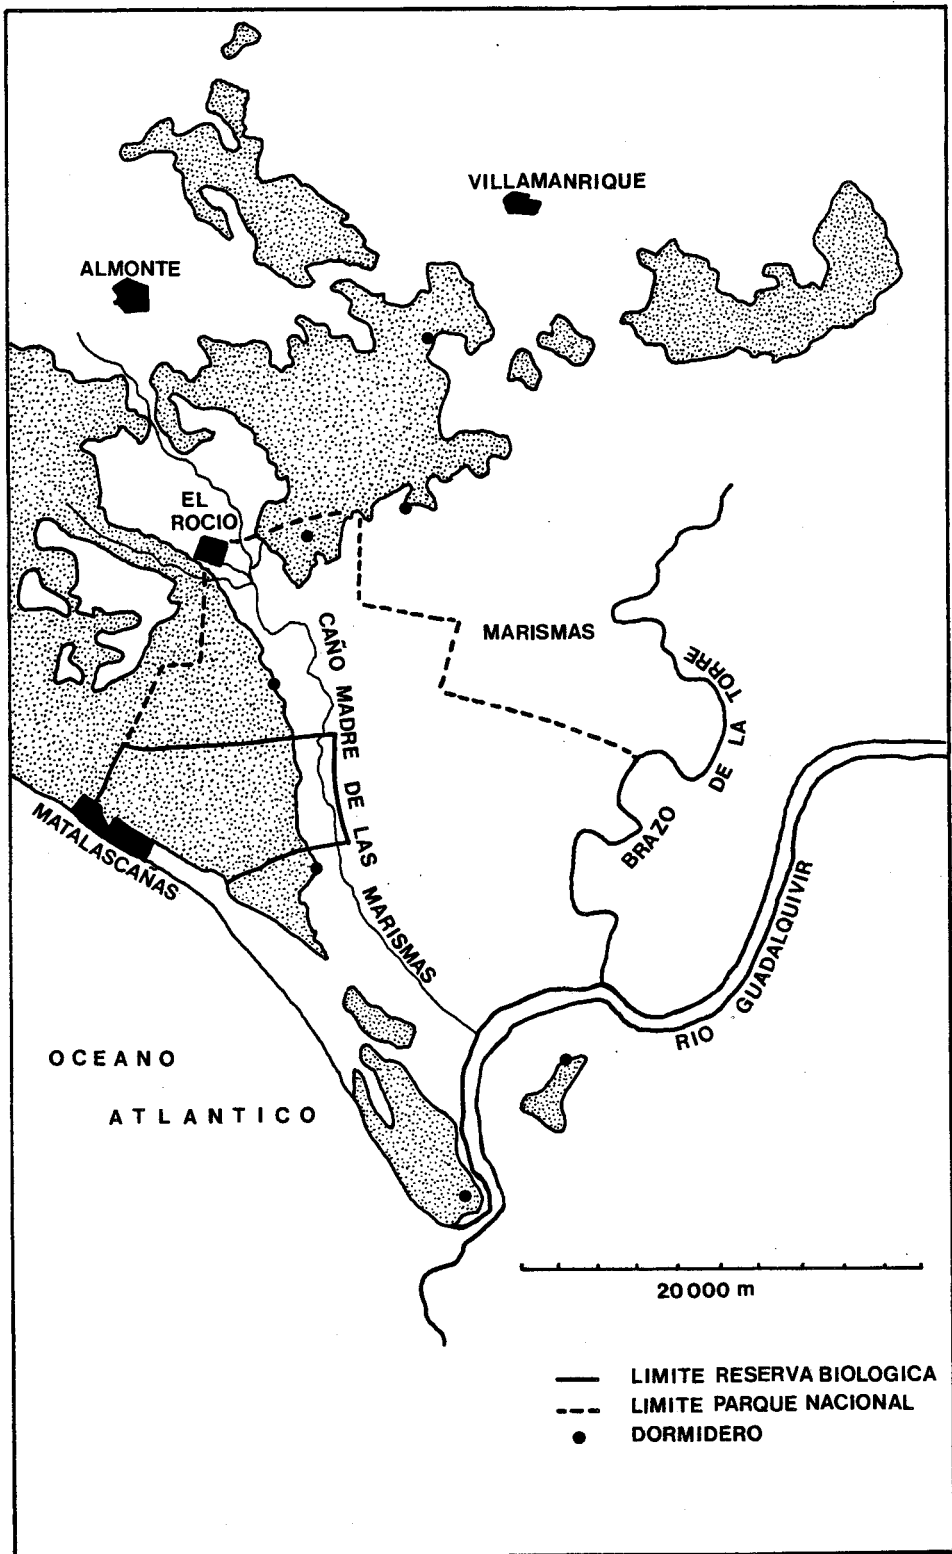 VILLAMANRIQUE
ALMONTE
EL
ROCIO
MARISMAS
CAÑO MADRE DE LAS MARISMAS
BRAZO DE LA TORRE
MATALASCAÑAS
RIO GUADALQUIVIR
OCEANO
ATLANTICO
20000 m
LIMITE RESERVA BIOLOGICA
LIMITE PARQUE NACIONAL
DORMIDERO